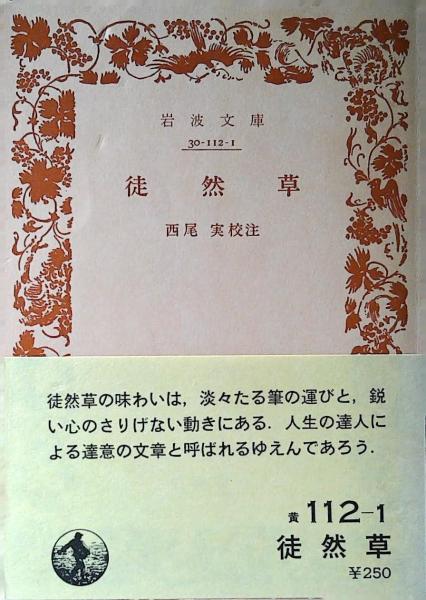 岩波文庫
30-112-1
徒然草
西尾 実校注
徒然草の味わいは，淡々たる筆の運びと，鋭
い心のさりげない動きにある．人生の達人に
よる達意の文章と呼ばれるゆえんであろう．
黄 112-1
徒然草
¥250